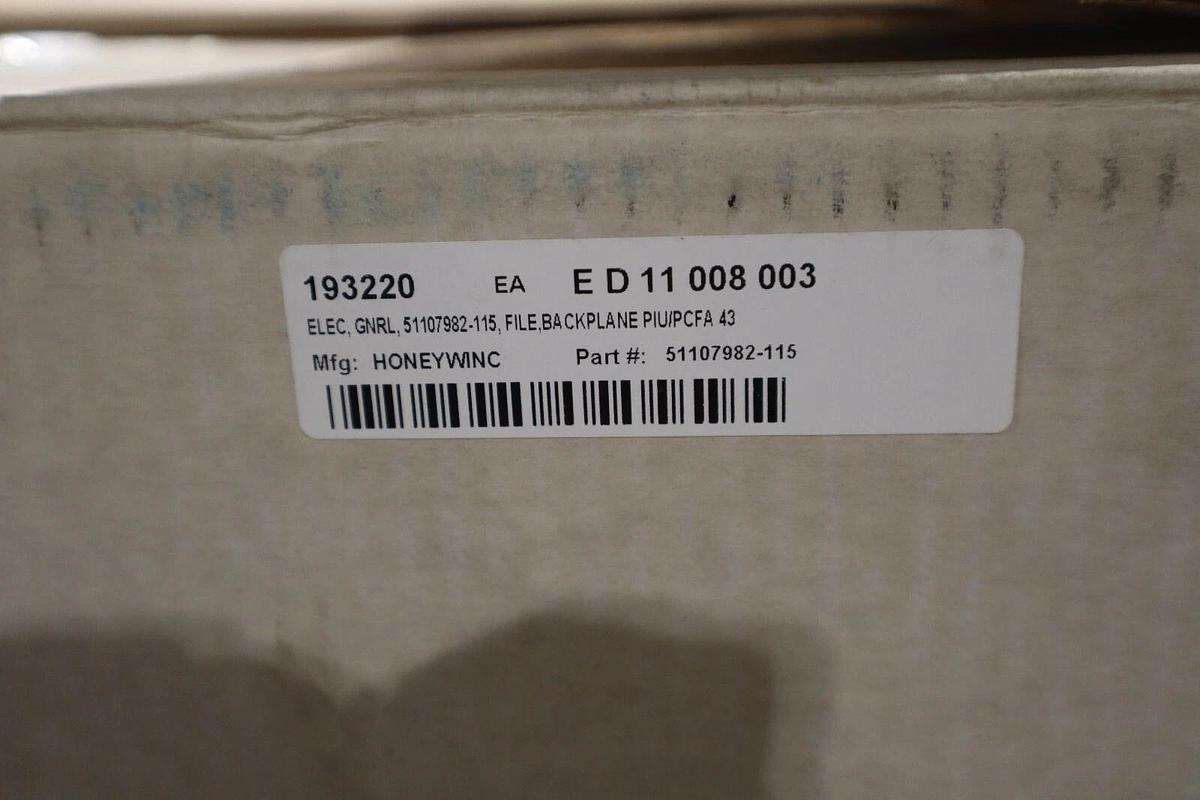 193220 EA E D 11 008 003
ELEC, GNRL, 51107982-115, FILE,BACKPLANE PIU/PCFA 43
Mfg: HONEYWINC Part #: 51107982-115